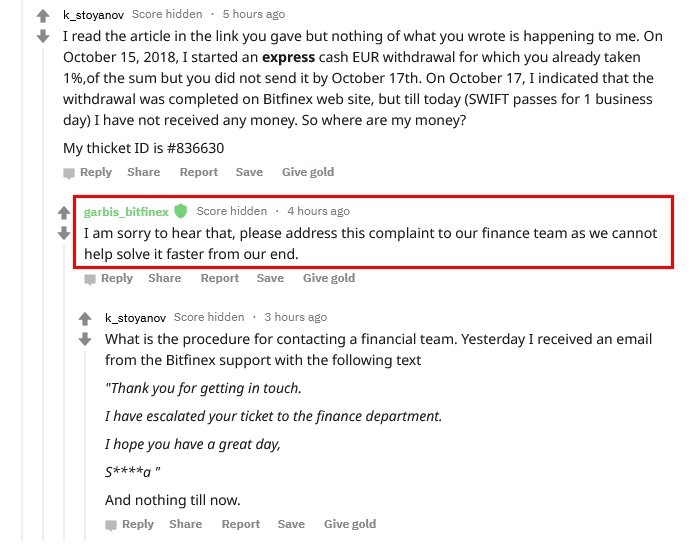 k_stoyanov Score hidden · 5 hours ago
I read the article in the link you gave but nothing of what you wrote is happening to me. On
October 15, 2018, I started an express cash EUR withdrawal for which you already taken
1%,of the sum but you did not send it by October 17th. On October 17, I indicated that the
withdrawal was completed on Bitfinex web site, but till today (SWIFT passes for 1 business
day) I have not received any money. So where are my money?
My thicket ID is #836630
Reply Share Report Save Give gold
garbis_bitfinex Score hidden · 4 hours ago
I am sorry to hear that, please address this complaint to our finance team as we cannot
help solve it faster from our end.
Reply Share Report Save Give gold
k_stoyanov Score hidden · 3 hours ago
What is the procedure for contacting a financial team. Yesterday I received an email
from the Bitfinex support with the following text
"Thank you for getting in touch.
I have escalated your ticket to the finance department.
I hope you have a great day,
S****a "
And nothing till now.
Reply Share Report Save Give gold